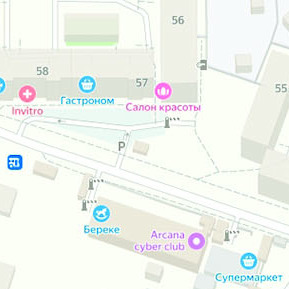 56
58
57
55
Гастроном
Салон красоты
Invitro
P
Береке
Arcana
cyber club
Супермаркет